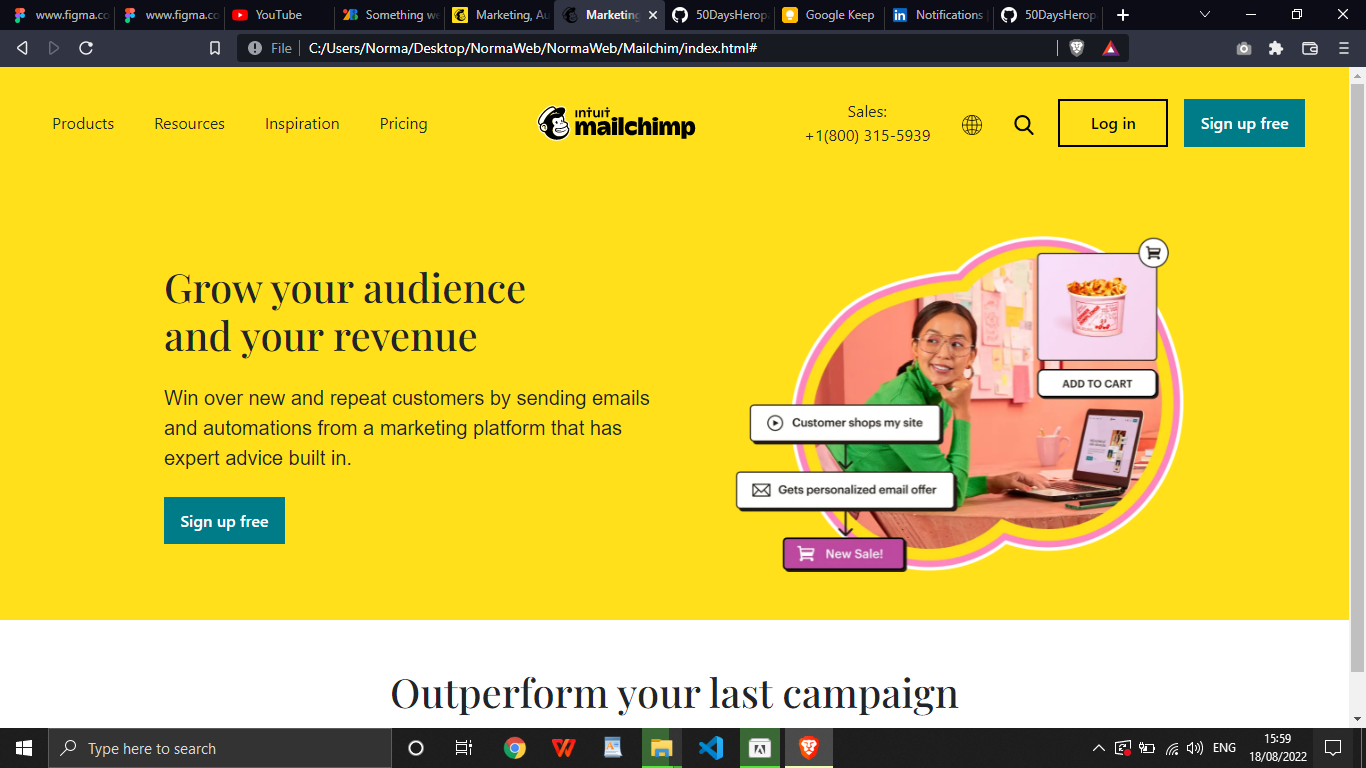 www.figma.co
www.figma.co
YouTube
Something we
Marketing, Au
Marketing
50DaysHerop
Google Keep
Notifications |
50DaysHerop
File
C:/Users/Norma/Desktop/NormaWeb/NormaWeb/Mailchim/index.html#
Products
Resources
Inspiration
Pricing
intuit
mailchimp
Sales:
+1(800) 315-5939
Log in
Sign up free
Grow your audience
and your revenue
Win over new and repeat customers by sending emails
and automations from a marketing platform that has
expert advice built in.
Sign up free
ADD TO CART
Customer shops my site
Gets personalized email offer
New Sale!
Outperform your last campaign
Type here to search
ENG
15:59
18/08/2022